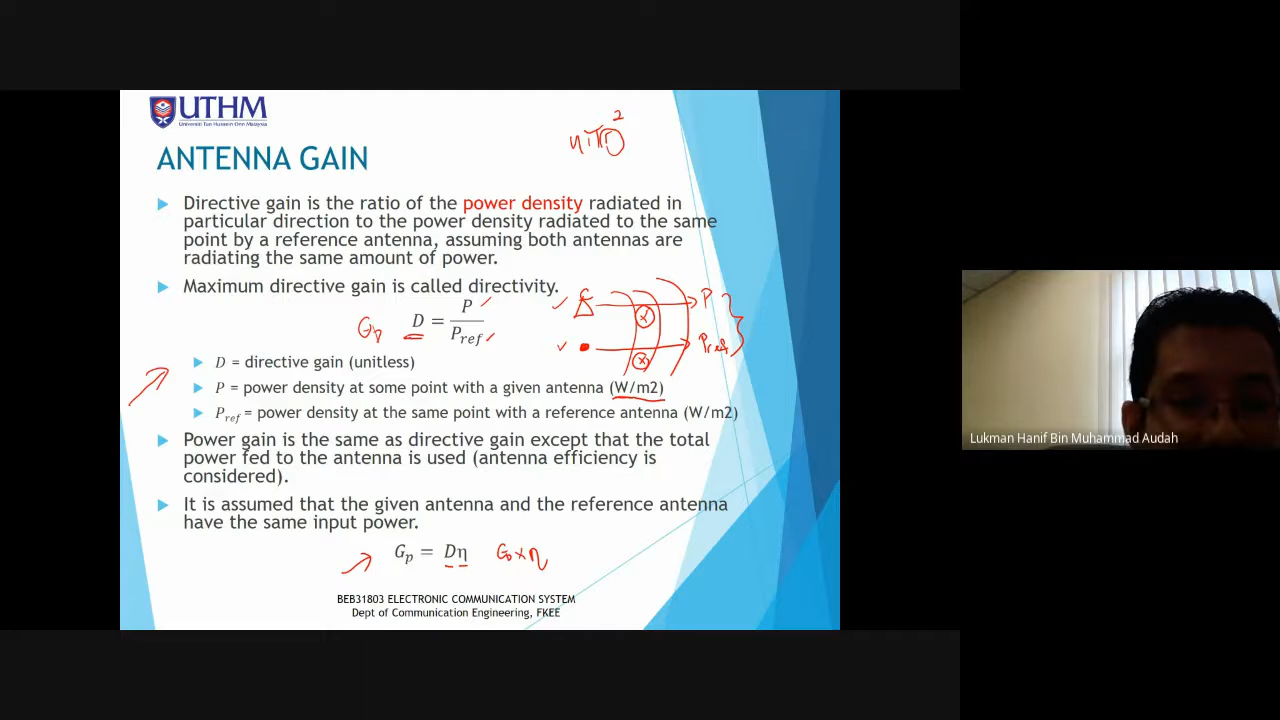 UTHM
Universiti Tun Hussein Onn Malaysia
ANTENNA GAIN
Directive gain is the ratio of the power density radiated in
particular direction to the power density radiated to the same
point by a reference antenna, assuming both antennas are
radiating the same amount of power.
Maximum directive gain is called directivity.
D = P / Pref
P
Pref
D = directive gain (unitless)
P = power density at some point with a given antenna (W/m2)
Pref = power density at the same point with a reference antenna (W/m2)
Power gain is the same as directive gain except that the total
power fed to the antenna is used (antenna efficiency is
considered).
It is assumed that the given antenna and the reference antenna
have the same input power.
Gp = Dη GD×η
BEB31803 ELECTRONIC COMMUNICATION SYSTEM
Dept of Communication Engineering, FKEE
Lukman Hanif Bin Muhammad Audah